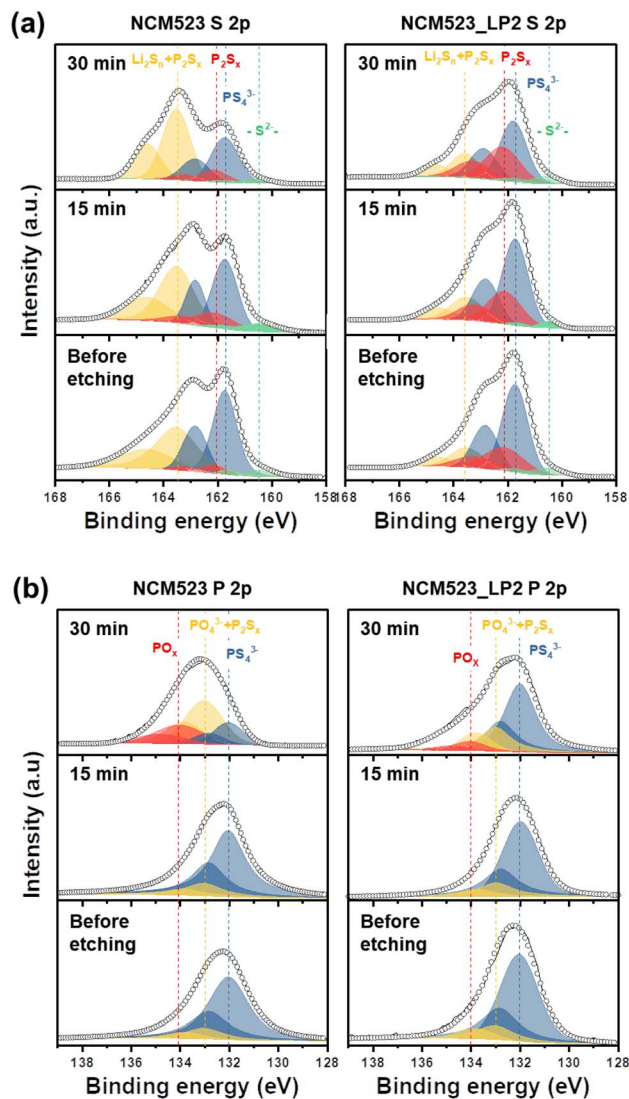 (a)
NCM523 S 2p
NCM523_LP2 S 2p
30 min
Li₂Sₙ+P₂Sₓ
P₂Sₓ
PS₄³⁻
- S²⁻-
15 min
Before
etching
30 min
Li₂Sₙ+P₂Sₓ
P₂Sₓ
PS₄³⁻
- S²⁻-
15 min
Before
etching
Intensity (a.u.)
168 166 164 162 160 158
168 166 164 162 160 158
Binding energy (eV)
Binding energy (eV)
(b)
NCM523 P 2p
NCM523_LP2 P 2p
30 min
PO₄³⁻+P₂Sₓ
POₓ
PS₄³⁻
15 min
Before
etching
30 min
PO₄³⁻+P₂Sₓ
POₓ
PS₄³⁻
15 min
Before
etching
Intensity (a.u)
138 136 134 132 130 128
138 136 134 132 130 128
Binding energy (eV)
Binding energy (eV)